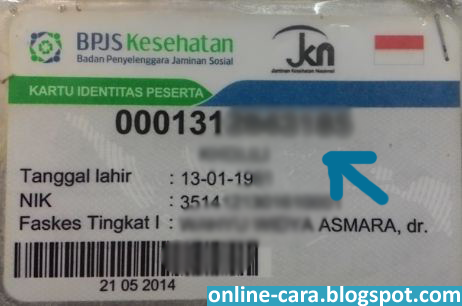 BPJS Kesehatan
Badan Penyelenggara Jaminan Sosial
jkn
Jaminan Kesehatan Nasional
KARTU IDENTITAS PESERTA
000131
Tanggal lahir : 13-01-19
NIK :
Faskes Tingkat I : ASMARA, dr.
21 05 2014
online-cara.blogspot.com